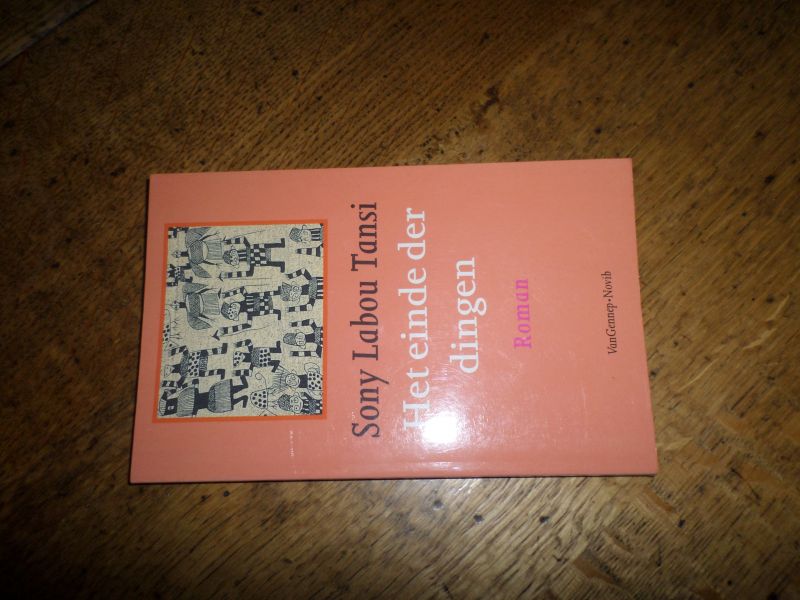 Sony Labou Tansi
Het einde der
dingen
Roman
VanGennep•Novib